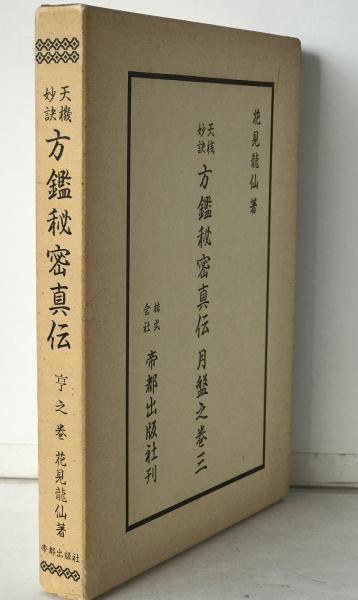 天機
妙訣
方鑑秘密真伝
亨之巻
花見龍仙著
帝都出版社
花見龍仙著
天機
妙訣
方鑑秘密真伝 月盤之巻 三
株式
会社
帝都出版社刊